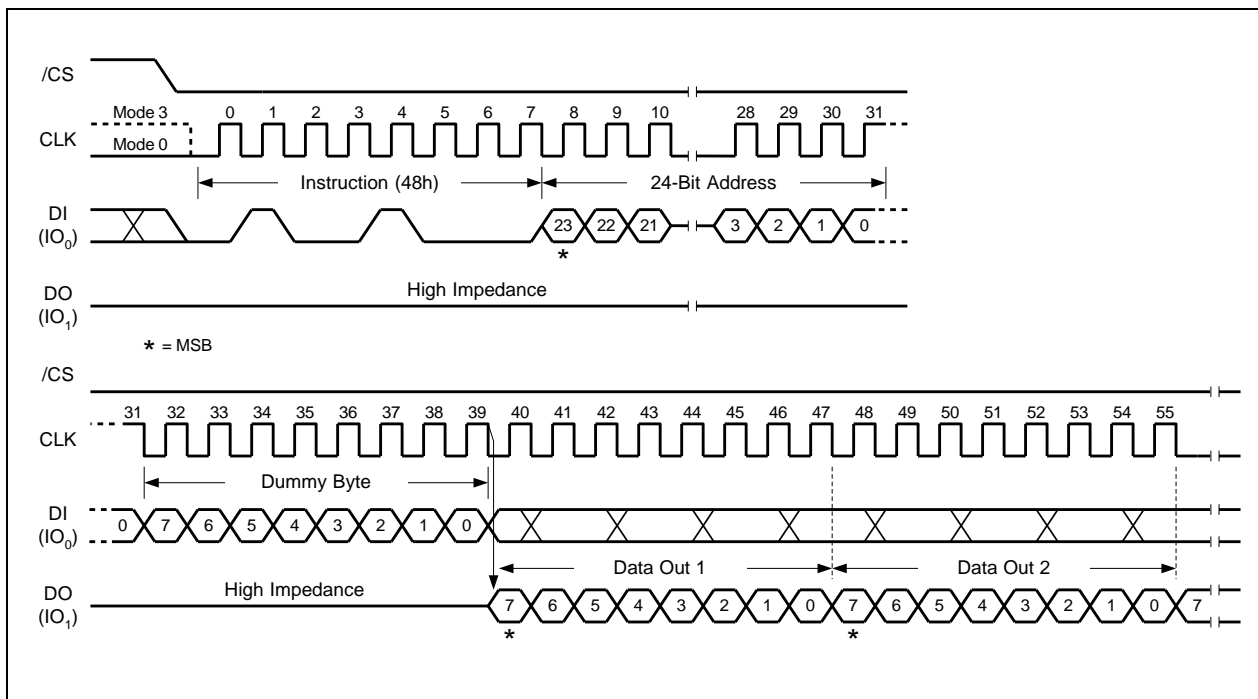 /CS
Mode 3 0 1 2 3 4 5 6 7 8 9 10 28 29 30 31
CLK
Mode 0
Instruction (48h) 24-Bit Address
DI
(IO0) 23 22 21 3 2 1 0
*
High Impedance
DO
(IO1)
* = MSB
/CS
31 32 33 34 35 36 37 38 39 40 41 42 43 44 45 46 47 48 49 50 51 52 53 54 55
CLK
Dummy Byte
DI
(IO0) 0 7 6 5 4 3 2 1 0
Data Out 1 Data Out 2
High Impedance
DO
(IO1) 7 6 5 4 3 2 1 0 7 6 5 4 3 2 1 0 7
* *